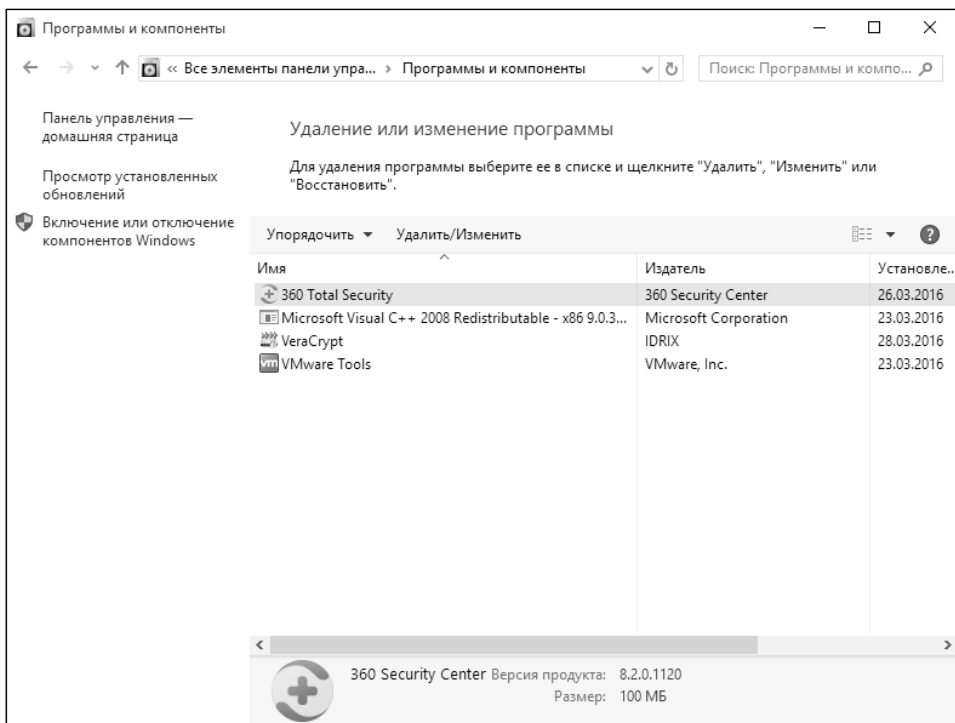 Программы и компоненты
« Все элементы панели упра... › Программы и компоненты
Поиск: Программы и компо...
Панель управления —
домашняя страница
Просмотр установленных
обновлений
Включение или отключение
компонентов Windows
Удаление или изменение программы
Для удаления программы выберите ее в списке и щелкните "Удалить", "Изменить" или
"Восстановить".
Упорядочить Удалить/Изменить
Имя Издатель Установле..
360 Total Security 360 Security Center 26.03.2016
Microsoft Visual C++ 2008 Redistributable - x86 9.0.3... Microsoft Corporation 23.03.2016
VeraCrypt IDRIX 28.03.2016
vm VMware Tools VMware, Inc. 23.03.2016
360 Security Center Версия продукта: 8.2.0.1120
Размер: 100 МБ